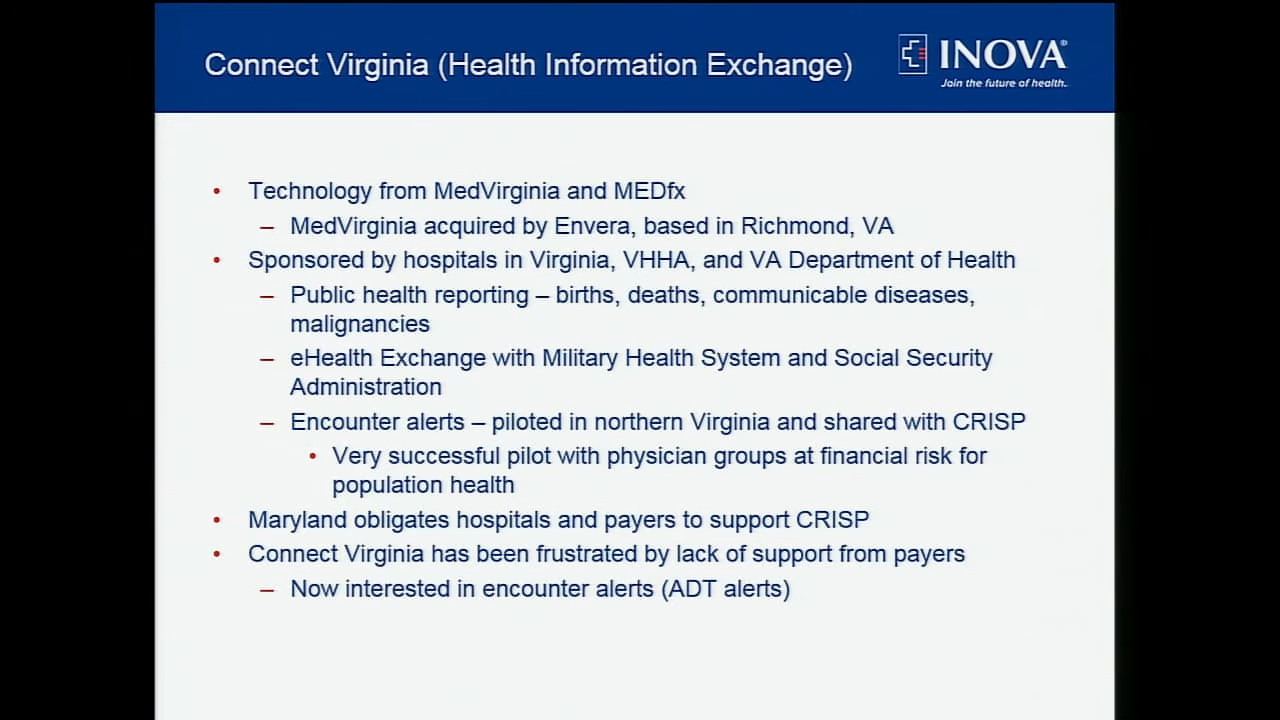 Connect Virginia (Health Information Exchange)
INOVA®
Join the future of health.
• Technology from MedVirginia and MEDfx
– MedVirginia acquired by Envera, based in Richmond, VA
• Sponsored by hospitals in Virginia, VHHA, and VA Department of Health
– Public health reporting – births, deaths, communicable diseases,
malignancies
– eHealth Exchange with Military Health System and Social Security
Administration
– Encounter alerts – piloted in northern Virginia and shared with CRISP
• Very successful pilot with physician groups at financial risk for
population health
• Maryland obligates hospitals and payers to support CRISP
• Connect Virginia has been frustrated by lack of support from payers
– Now interested in encounter alerts (ADT alerts)